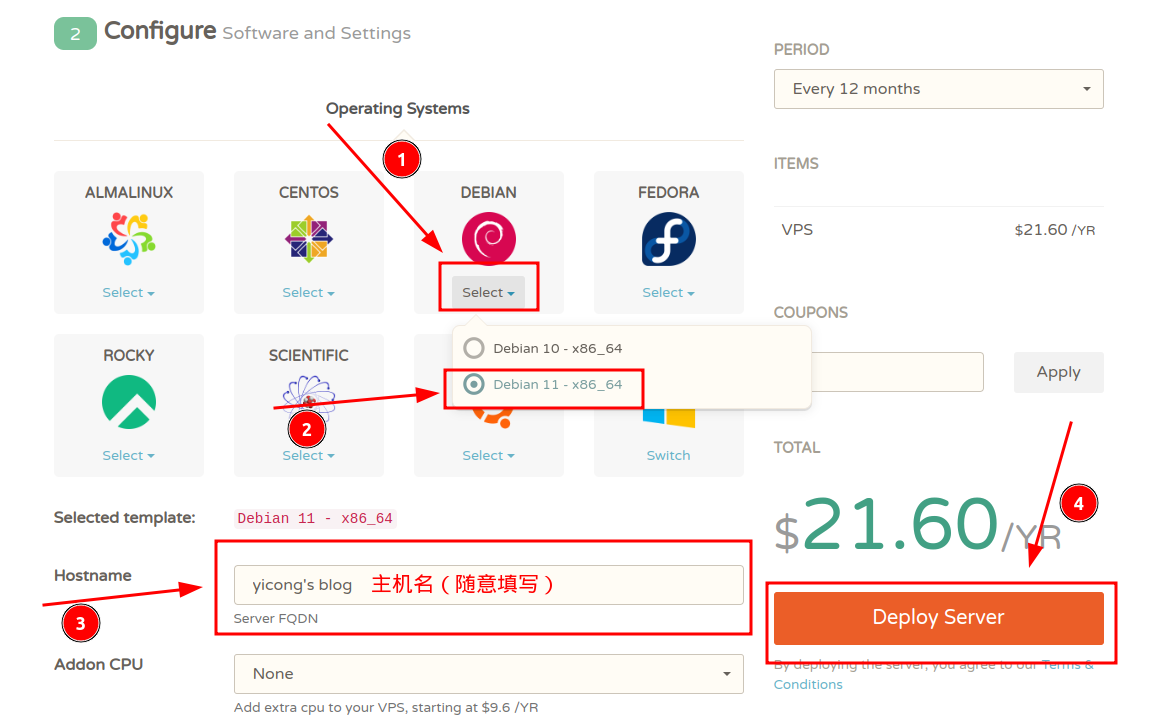 2 Configure Software and Settings
Operating Systems
1
ALMALINUX
Select
CENTOS
Select
DEBIAN
Select
FEDORA
Select
Debian 10 - x86_64
Debian 11 - x86_64
2
ROCKY
Select
SCIENTIFIC
Select
Select
Switch
Selected template: Debian 11 - x86_64
Hostname
yicong's blog 主机名（随意填写）
Server FQDN
3
Addon CPU
None
Add extra cpu to your VPS, starting at $9.6 /YR
PERIOD
Every 12 months
ITEMS
VPS $21.60 /YR
COUPONS
Apply
TOTAL
4
$21.60/YR
Deploy Server
By deploying the server, you agree to our Terms &
Conditions